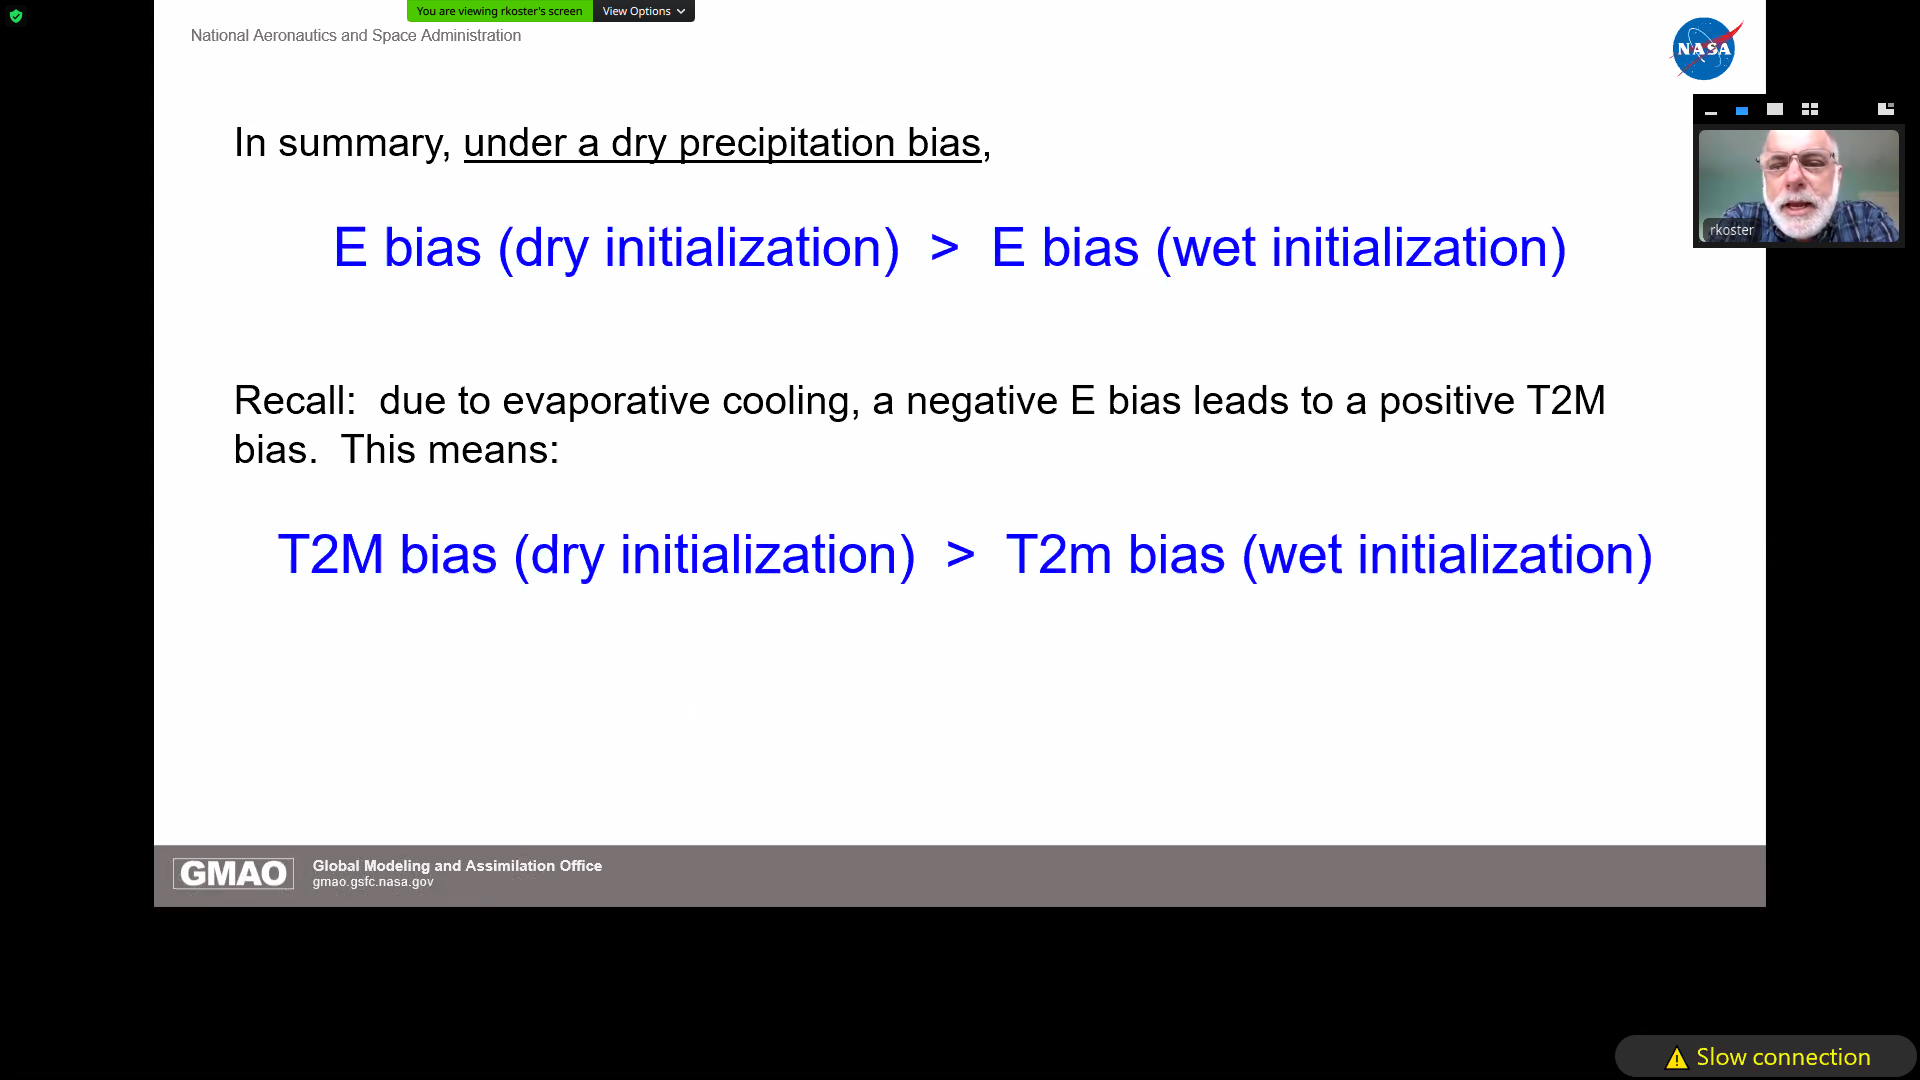 You are viewing rkoster's screen View Options
National Aeronautics and Space Administration
NASA
In summary, under a dry precipitation bias,
rkoster
E bias (dry initialization) > E bias (wet initialization)
Recall: due to evaporative cooling, a negative E bias leads to a positive T2M
bias. This means:
T2M bias (dry initialization) > T2m bias (wet initialization)
GMAO
Global Modeling and Assimilation Office
gmao.gsfc.nasa.gov
Slow connection